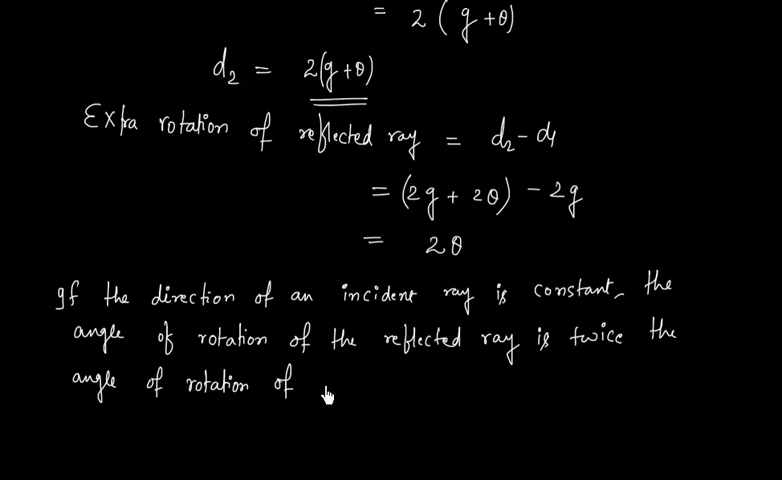 = 2 ( g + θ)
d₂ = 2(g + θ)
Extra rotation of reflected ray = d₂ - d₁
= (2g + 2θ) - 2g
= 2θ
If the direction of an incident ray is constant, the
angle of rotation of the reflected ray is twice the
angle of rotation of